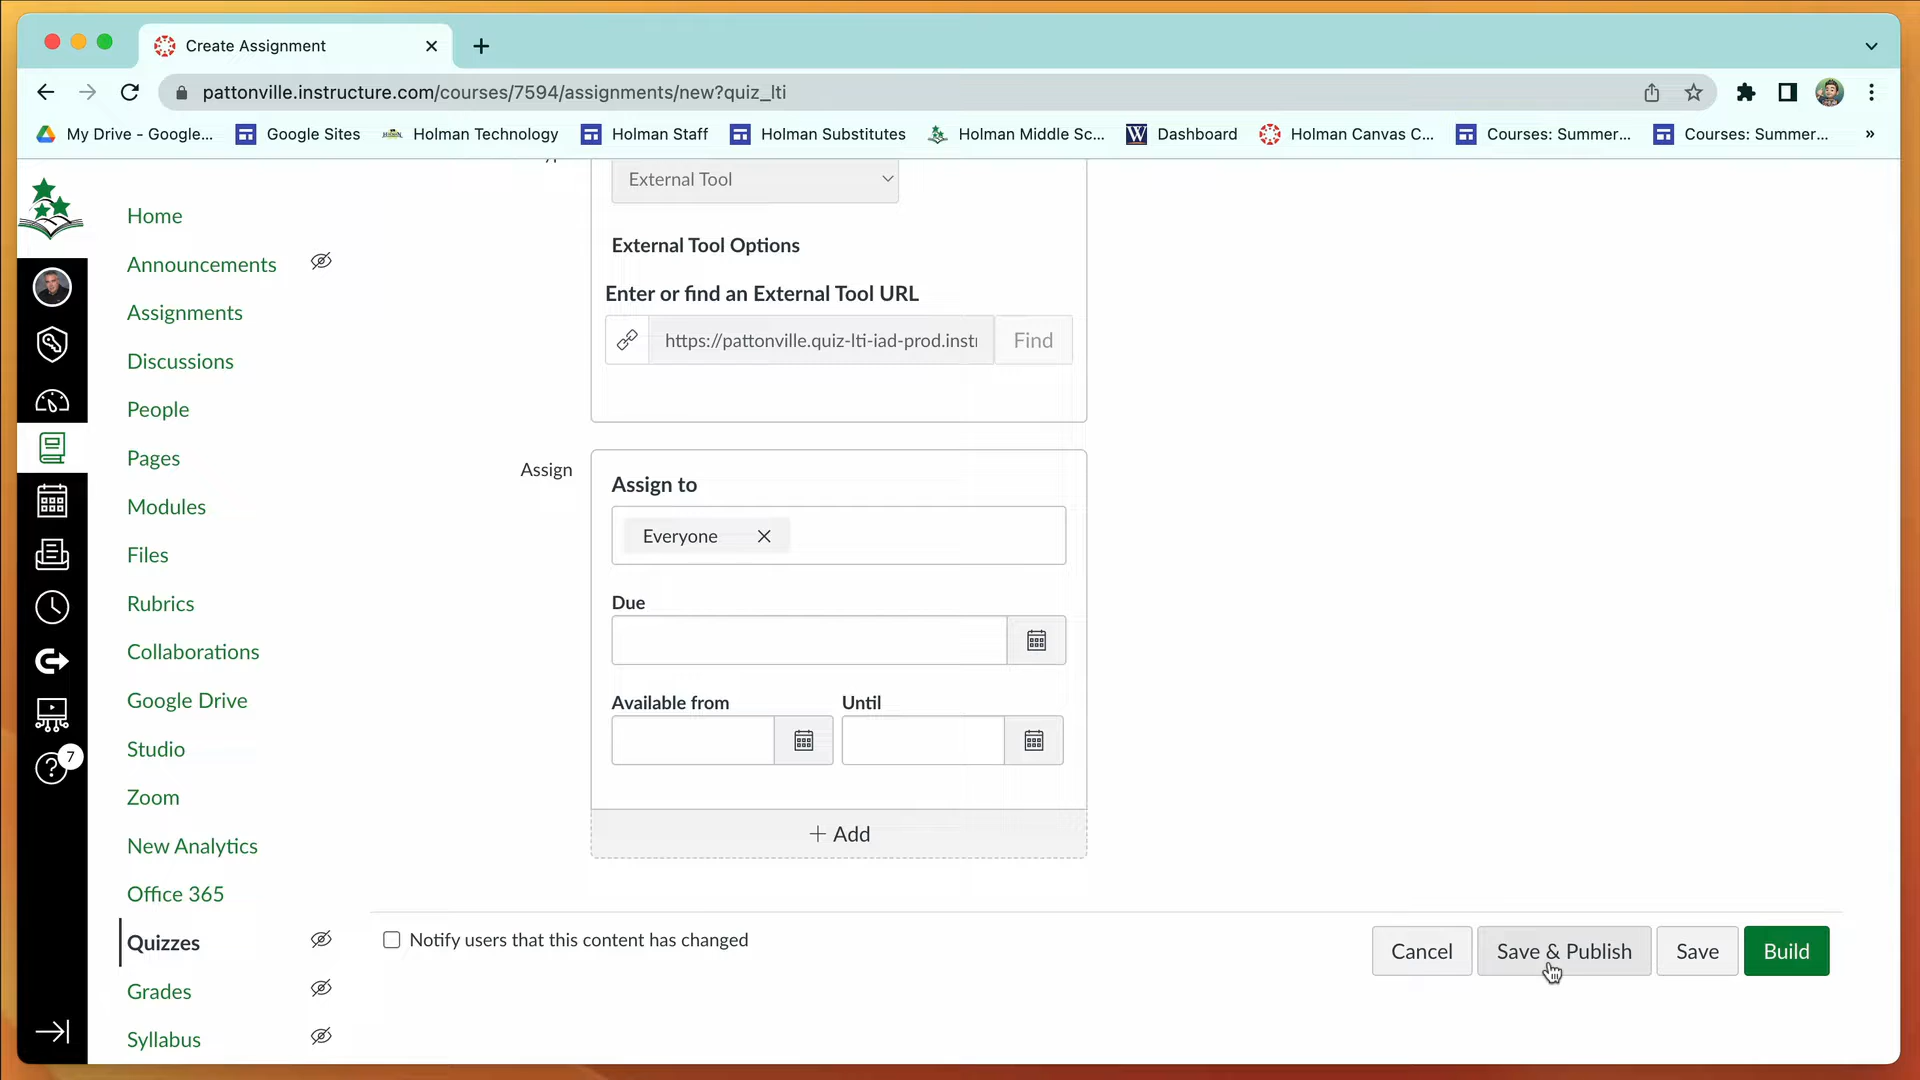 Create Assignment
pattonville.instructure.com/courses/7594/assignments/new?quiz_lti
My Drive - Google...
Google Sites
Holman Technology
Holman Staff
Holman Substitutes
Holman Middle Sc...
W
Dashboard
Holman Canvas C...
Courses: Summer...
Courses: Summer...
»
External Tool
External Tool Options
Enter or find an External Tool URL
https://pattonville.quiz-lti-iad-prod.inst
Find
Home
Announcements
Assignments
Discussions
People
Pages
Modules
Files
Rubrics
Collaborations
Google Drive
Studio
Zoom
New Analytics
Office 365
Quizzes
Grades
Syllabus
7
Assign
Assign to
Everyone
Due
Available from
Until
+ Add
Notify users that this content has changed
Cancel
Save & Publish
Save
Build